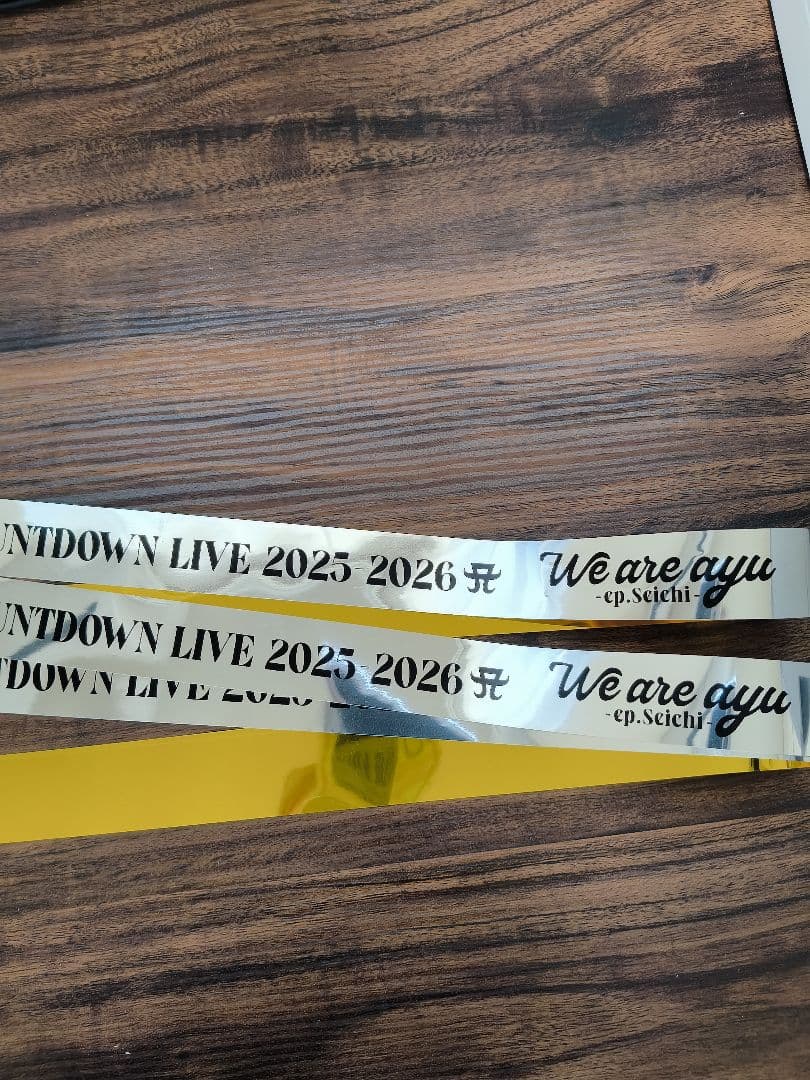 UNTDOWN LIVE 2025-2026 We are ayu
-ep.Seichi-
UNTDOWN LIVE 2025-2026 We are ayu
-ep.Seichi-
TDOWN LIVE 2025-